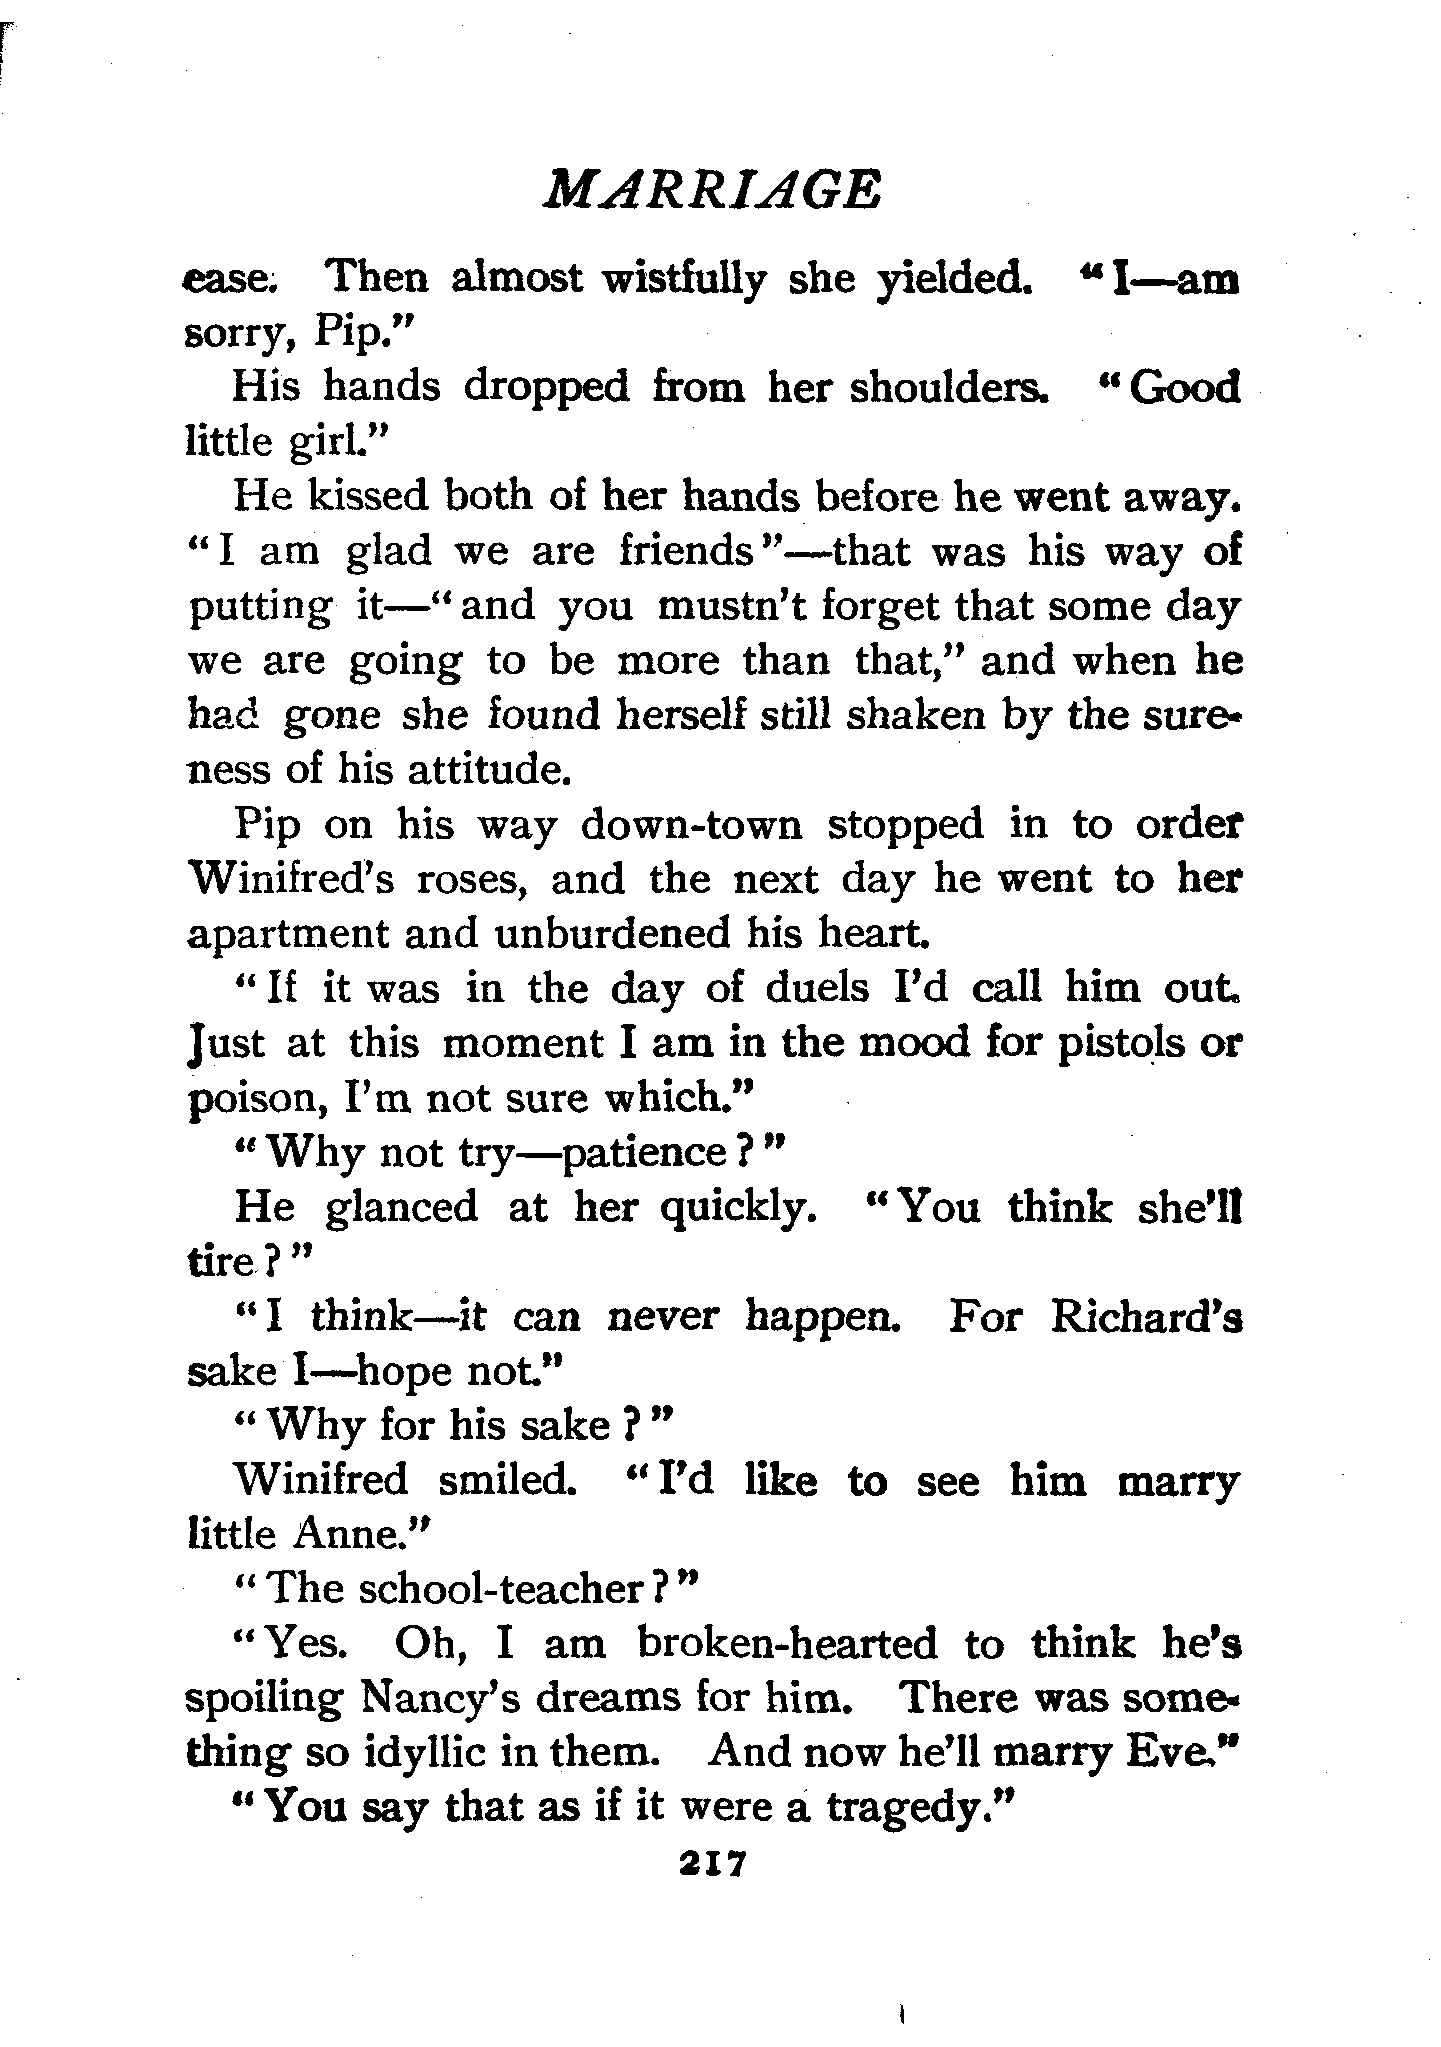 MARRIAGE
ease. Then almost wistfully she yielded. "I—am
sorry, Pip."
His hands dropped from her shoulders. "Good
little girl."
He kissed both of her hands before he went away.
"I am glad we are friends"—that was his way of
putting it—"and you mustn't forget that some day
we are going to be more than that," and when he
had gone she found herself still shaken by the sure-
ness of his attitude.
Pip on his way down-town stopped in to order
Winifred's roses, and the next day he went to her
apartment and unburdened his heart.
"If it was in the day of duels I'd call him out.
Just at this moment I am in the mood for pistols or
poison, I'm not sure which."
"Why not try—patience?"
He glanced at her quickly. "You think she'll
tire?"
"I think—it can never happen. For Richard's
sake I—hope not."
"Why for his sake?"
Winifred smiled. "I'd like to see him marry
little Anne."
"The school-teacher?"
"Yes. Oh, I am broken-hearted to think he's
spoiling Nancy's dreams for him. There was some-
thing so idyllic in them. And now he'll marry Eve."
"You say that as if it were a tragedy."
217